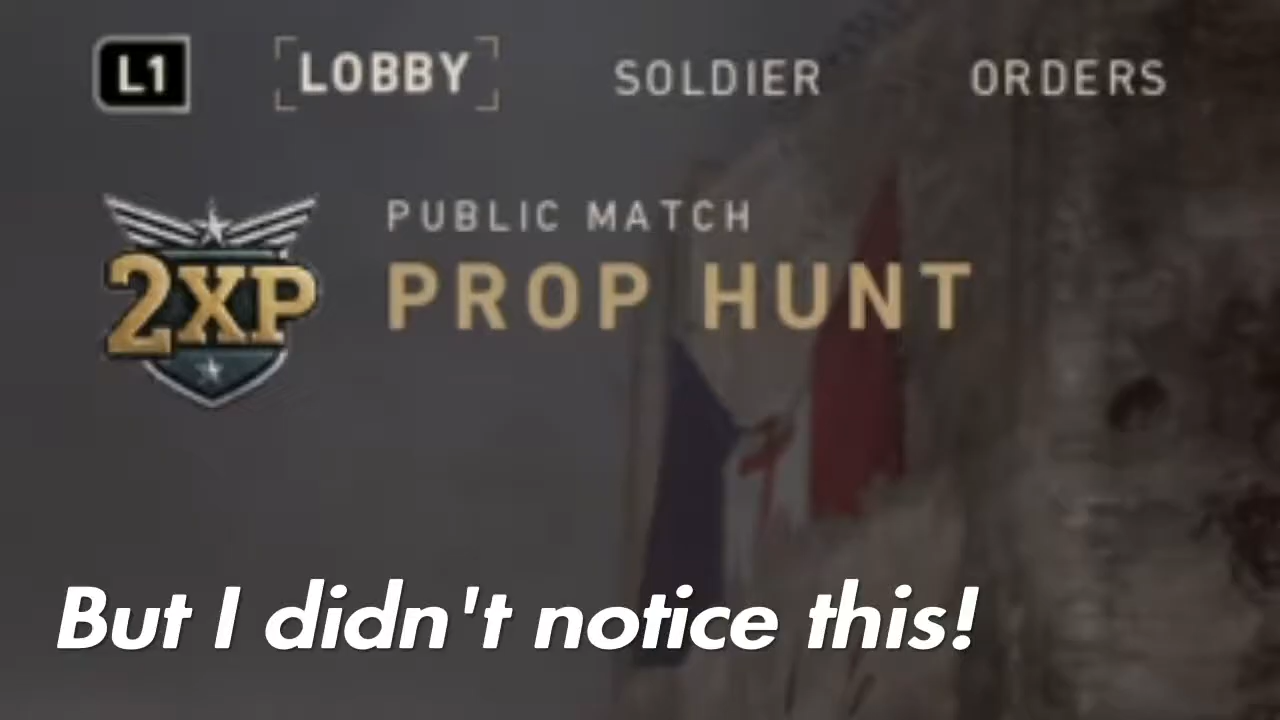 L1 LOBBY SOLDIER ORDERS
2XP
PUBLIC MATCH
PROP HUNT
But I didn't notice this!